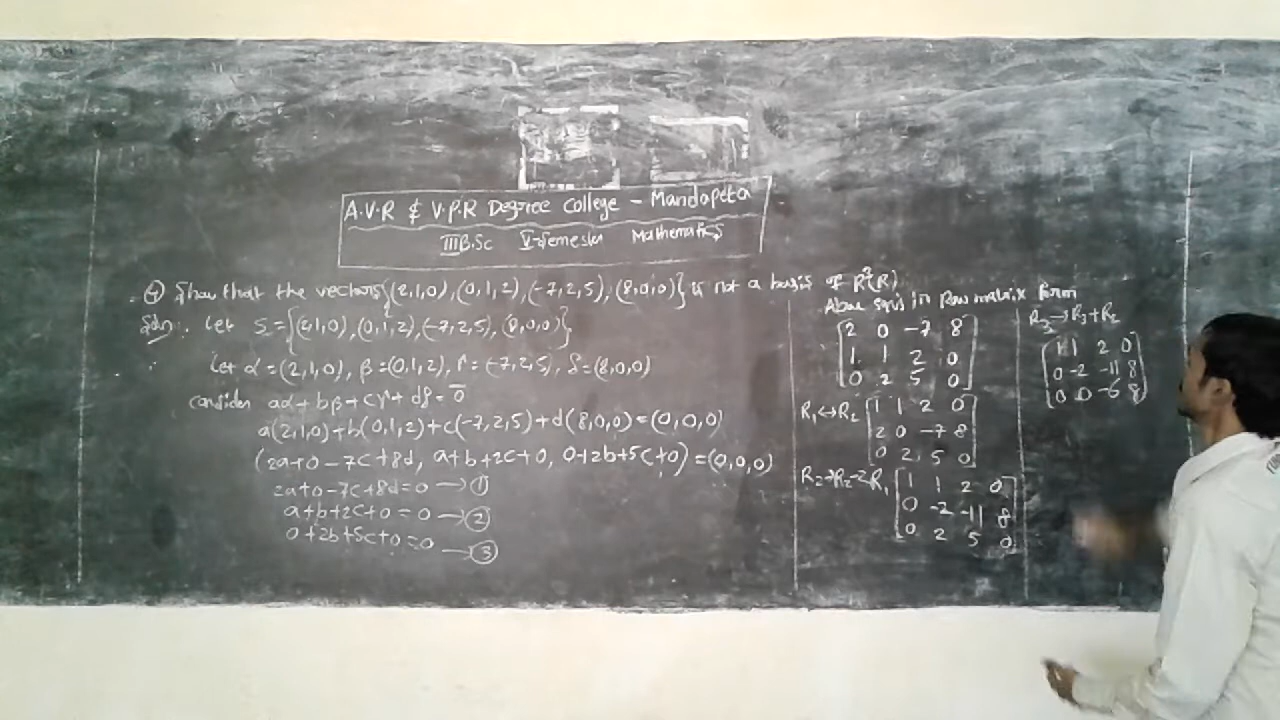 A.V.R & V.P.R Degree College - Mandapeta
III B.Sc V Semester Mathematics
Show that the vectors {(2,1,0), (0,1,2), (-7,2,5), (8,0,0)} is not a basis of R³(R)
Soln: Let S = {(2,1,0), (0,1,2), (-7,2,5), (8,0,0)}
Let α = (2,1,0), β = (0,1,2), γ = (-7,2,5), δ = (8,0,0)
consider aα + bβ + cγ + dδ = 0̄
a(2,1,0) + b(0,1,2) + c(-7,2,5) + d(8,0,0) = (0,0,0)
(2a+0-7c+8d, a+b+2c+0, 0+2b+5c+0) = (0,0,0)
2a+0-7c+8d=0 → ①
a+b+2c+0=0 → ②
0+2b+5c+0=0 → ③
in Row matrix form
[2 0 -7 8
1 1 2 0
0 2 5 0]
R₁↔R₂ [1 1 2 0
2 0 -7 8
0 2 5 0]
R₂→R₂-2R₁ [1 1 2 0
0 -2 -11 8
0 2 5 0]
R₃→R₃+R₂
[1 1 2 0
0 -2 -11 8
0 0 -6 8]